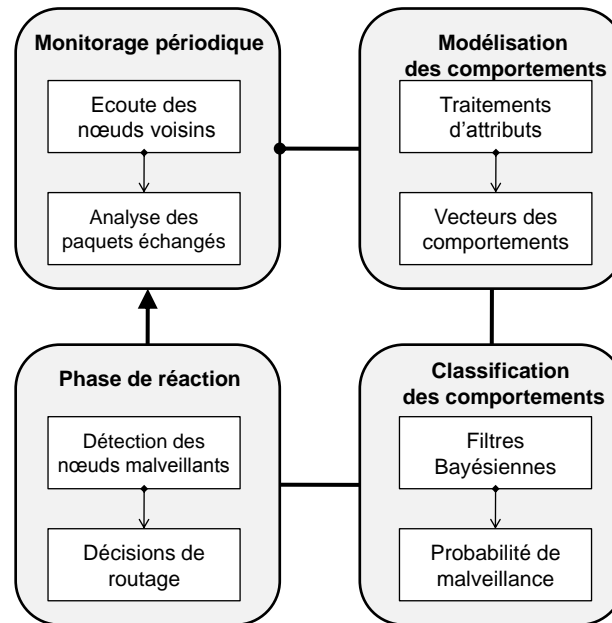 Monitorage périodique
Ecoute des
nœuds voisins
Analyse des
paquets échangés
Modélisation
des comportements
Traitements
d'attributs
Vecteurs des
comportements
Phase de réaction
Détection des
nœuds malveillants
Décisions de
routage
Classification
des comportements
Filtres
Bayésiennes
Probabilité de
malveillance